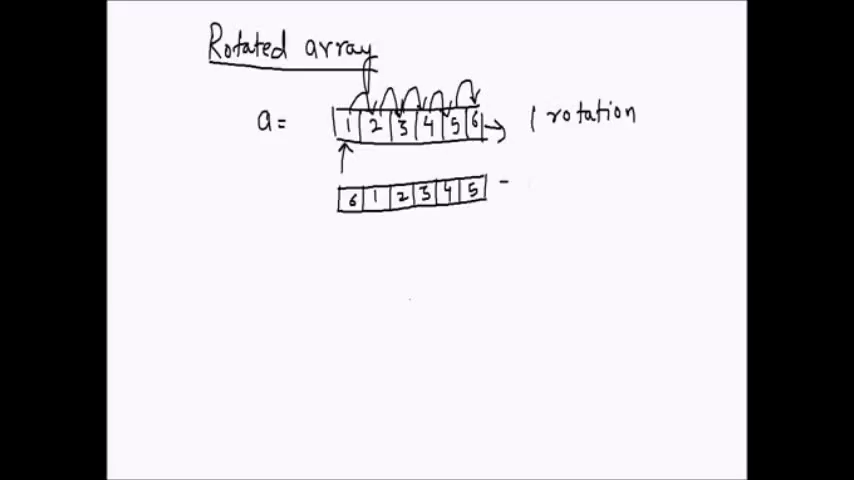 Rotated array
a= 1 2 3 4 5 6 1 rotation
6 1 2 3 4 5 -